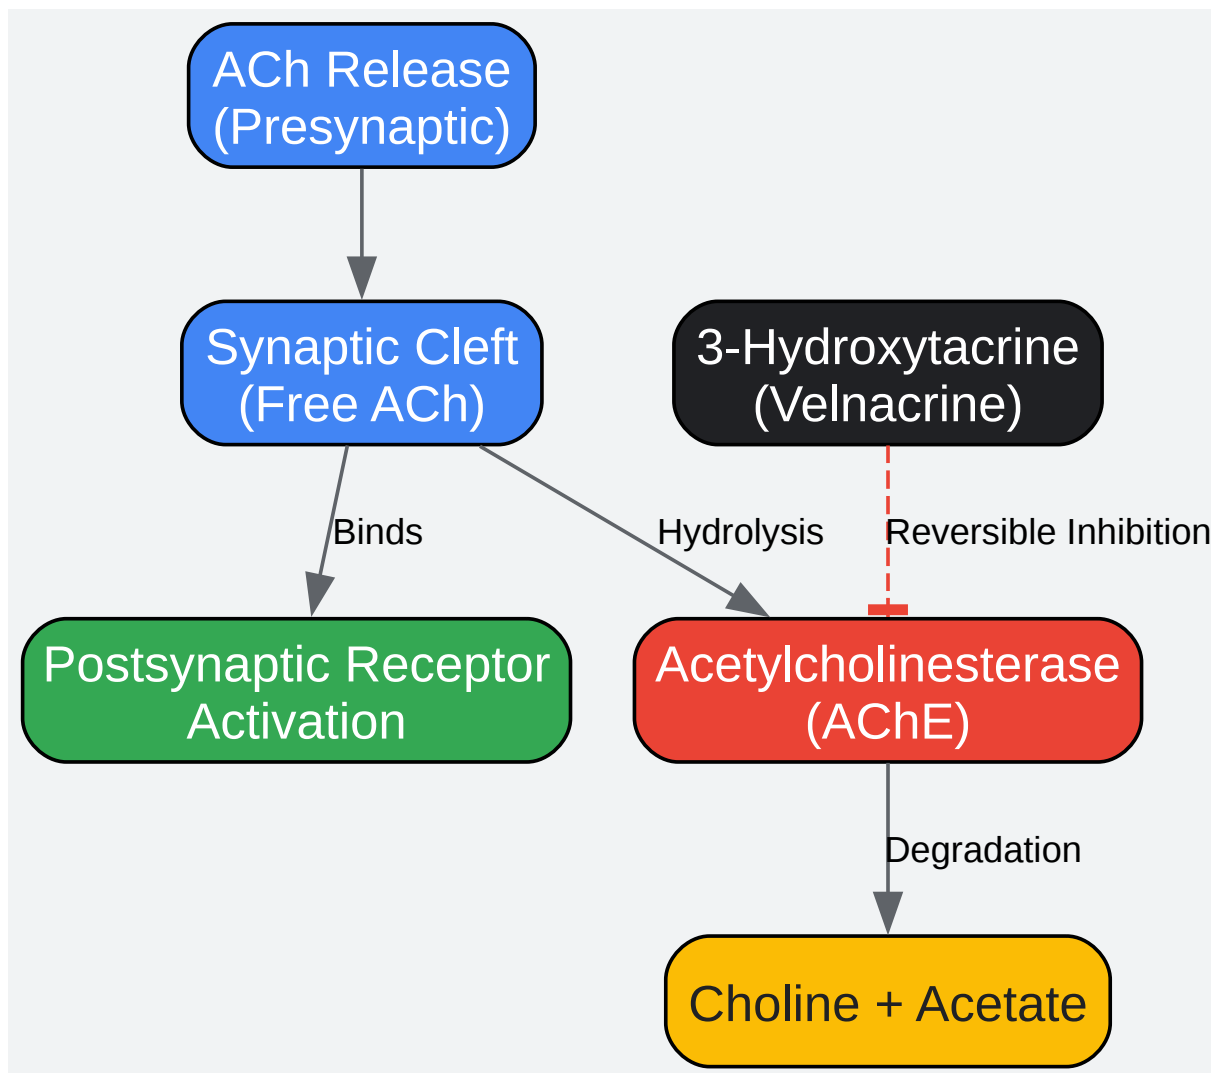 ACh Release
(Presynaptic)
Synaptic Cleft
(Free ACh)
3-Hydroxytacrine
(Velnacrine)
Binds
Hydrolysis
Reversible Inhibition
Postsynaptic Receptor
Activation
Acetylcholinesterase
(AChE)
Degradation
Choline + Acetate